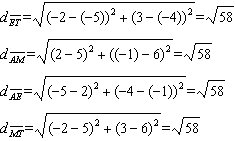 d_{\overline{ET}}=\sqrt{(-2-(-5))^2+(3-(-4))^2}=\sqrt{58}
d_{\overline{AM}}=\sqrt{(2-5)^2+((-1)-6)^2}=\sqrt{58}
d_{\overline{AE}}=\sqrt{(-5-2)^2+(-4-(-1))^2}=\sqrt{58}
d_{\overline{MT}}=\sqrt{(-2-5)^2+(3-6)^2}=\sqrt{58}